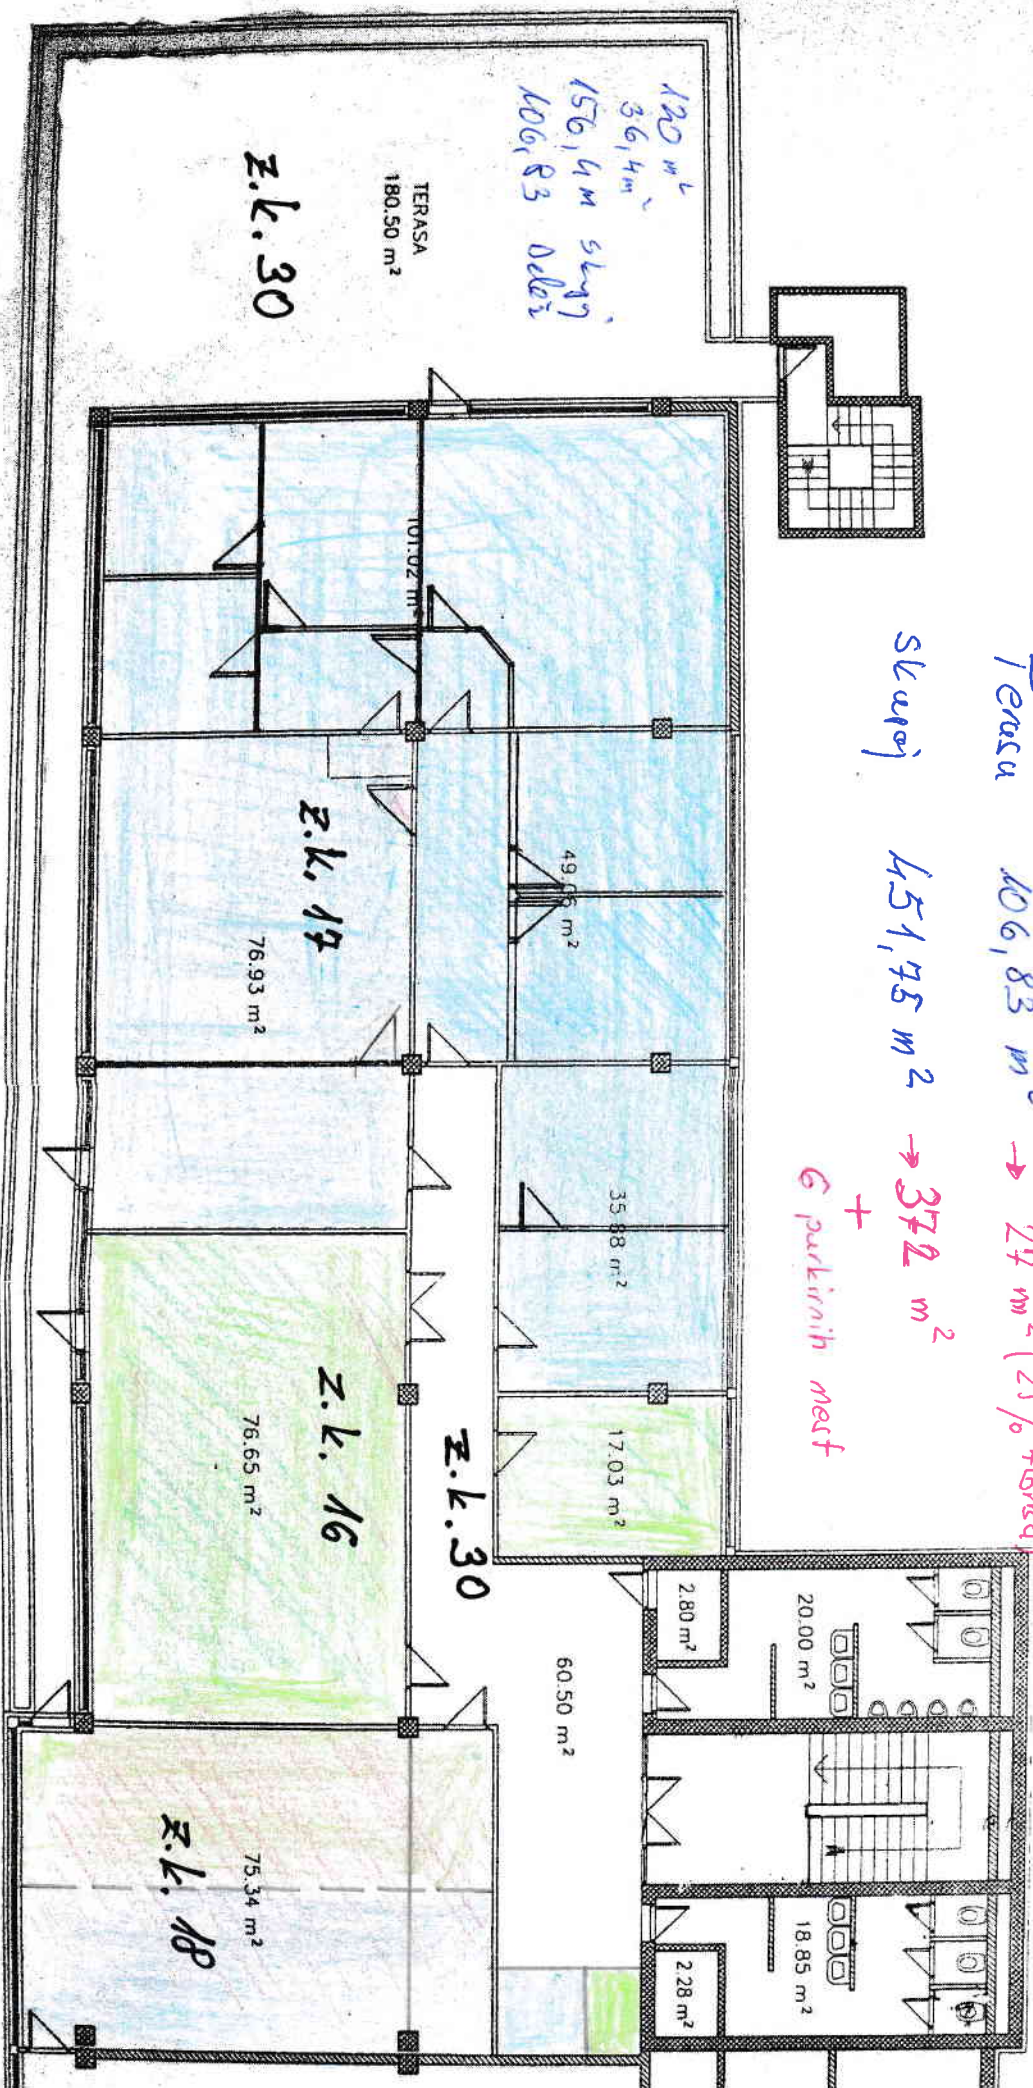 Terasa 106,83 m² → 27 m² (25% terasa)
skupaj 451,75 m² → 372 m²
+
6 parkirnih mest
120 m²
36,4 m²
156,4 m skupaj
106,83
TERASA
180.50 m²
z.k. 30
101.02 m²
49.06 m²
z.k. 17
76.93 m²
35.88 m²
17.03 m²
z.k. 16
76.65 m²
z.k. 30
2.80 m²
20.00 m²
60.50 m²
z.k. 18
75.34 m²
18.85 m²
2.28 m²